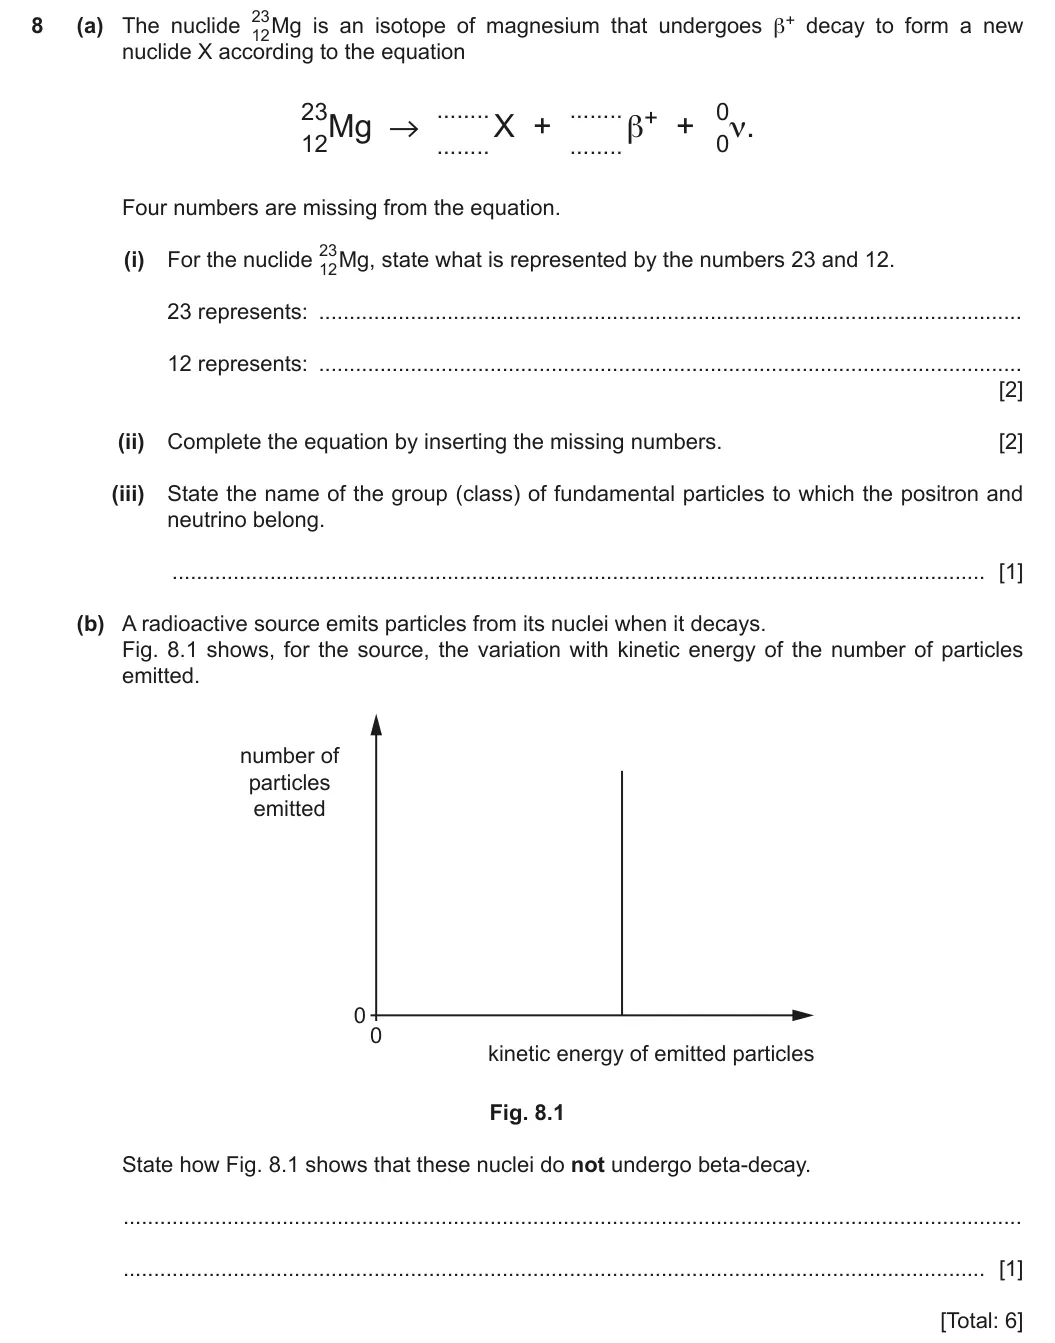 8 (a) The nuclide ²³₁₂Mg is an isotope of magnesium that undergoes β⁺ decay to form a new
nuclide X according to the equation
²³₁₂Mg → ........ ........ X + ........ ........ β⁺ + ⁰₀ν.
Four numbers are missing from the equation.
(i) For the nuclide ²³₁₂Mg, state what is represented by the numbers 23 and 12.
23 represents: ....................................................................................................................
12 represents: ....................................................................................................................
[2]
(ii) Complete the equation by inserting the missing numbers. [2]
(iii) State the name of the group (class) of fundamental particles to which the positron and
neutrino belong.
...................................................................................................................................... [1]
(b) A radioactive source emits particles from its nuclei when it decays.
Fig. 8.1 shows, for the source, the variation with kinetic energy of the number of particles
emitted.
number of
particles
emitted
0
0
kinetic energy of emitted particles
Fig. 8.1
State how Fig. 8.1 shows that these nuclei do not undergo beta-decay.
....................................................................................................................................................
.............................................................................................................................................. [1]
[Total: 6]